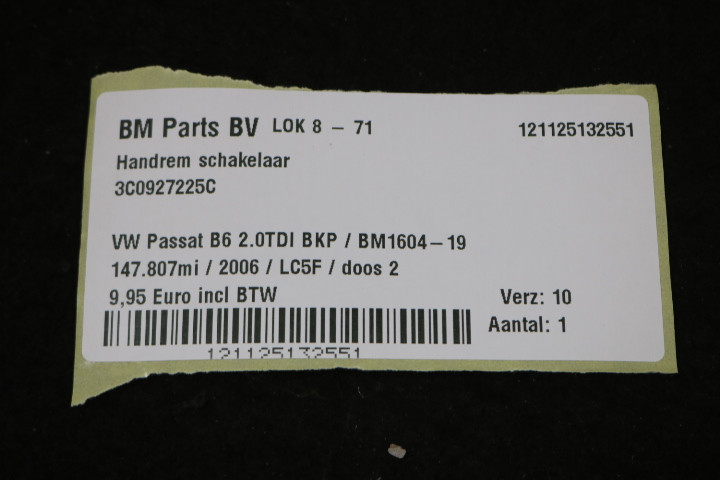 BM Parts BV LOK 8 - 71 121125132551
Handrem schakelaar
3C0927225C
VW Passat B6 2.0TDI BKP / BM1604-19
147.807mi / 2006 / LC5F / doos 2
9,95 Euro incl BTW Verz: 10
Aantal: 1
121125132551